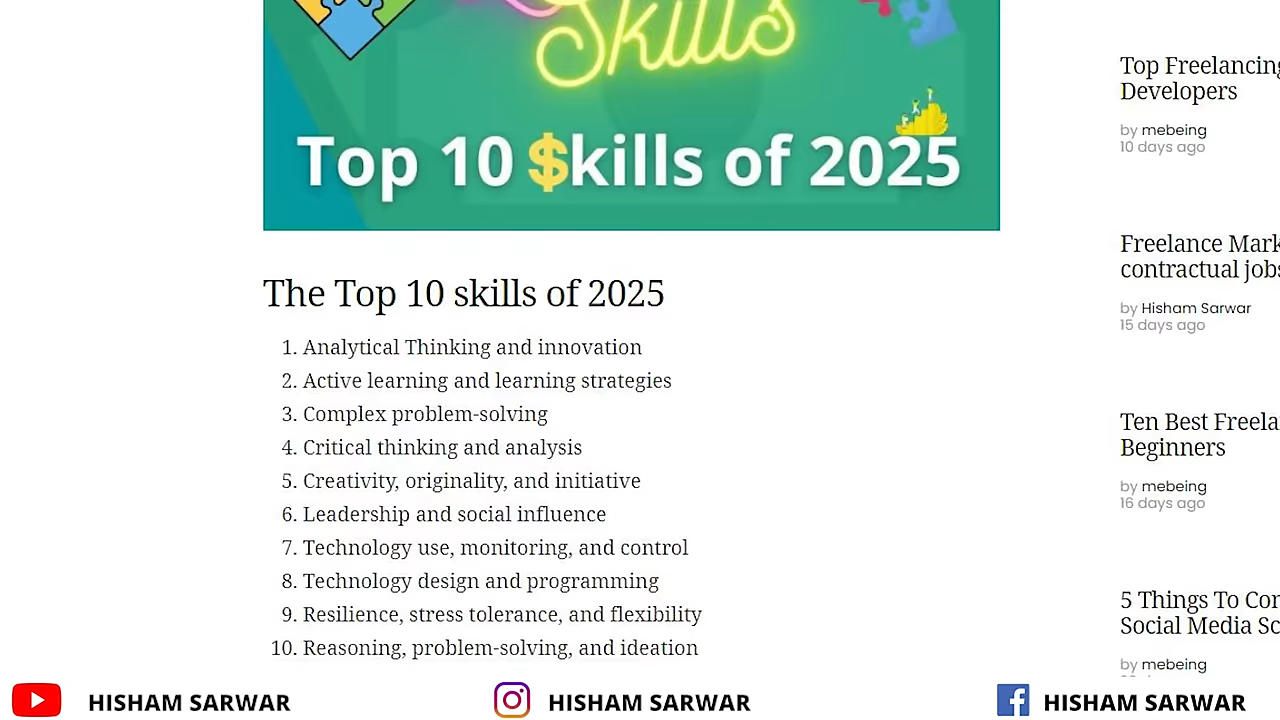 Skills
Top 10 $kills of 2025
The Top 10 skills of 2025
1. Analytical Thinking and innovation
2. Active learning and learning strategies
3. Complex problem-solving
4. Critical thinking and analysis
5. Creativity, originality, and initiative
6. Leadership and social influence
7. Technology use, monitoring, and control
8. Technology design and programming
9. Resilience, stress tolerance, and flexibility
10. Reasoning, problem-solving, and ideation
Top Freelancing
Developers
by mebeing
10 days ago
Freelance Mark
contractual jobs
by Hisham Sarwar
15 days ago
Ten Best Freela
Beginners
by mebeing
16 days ago
5 Things To Con
Social Media Sc
by mebeing
HISHAM SARWAR
HISHAM SARWAR
HISHAM SARWAR